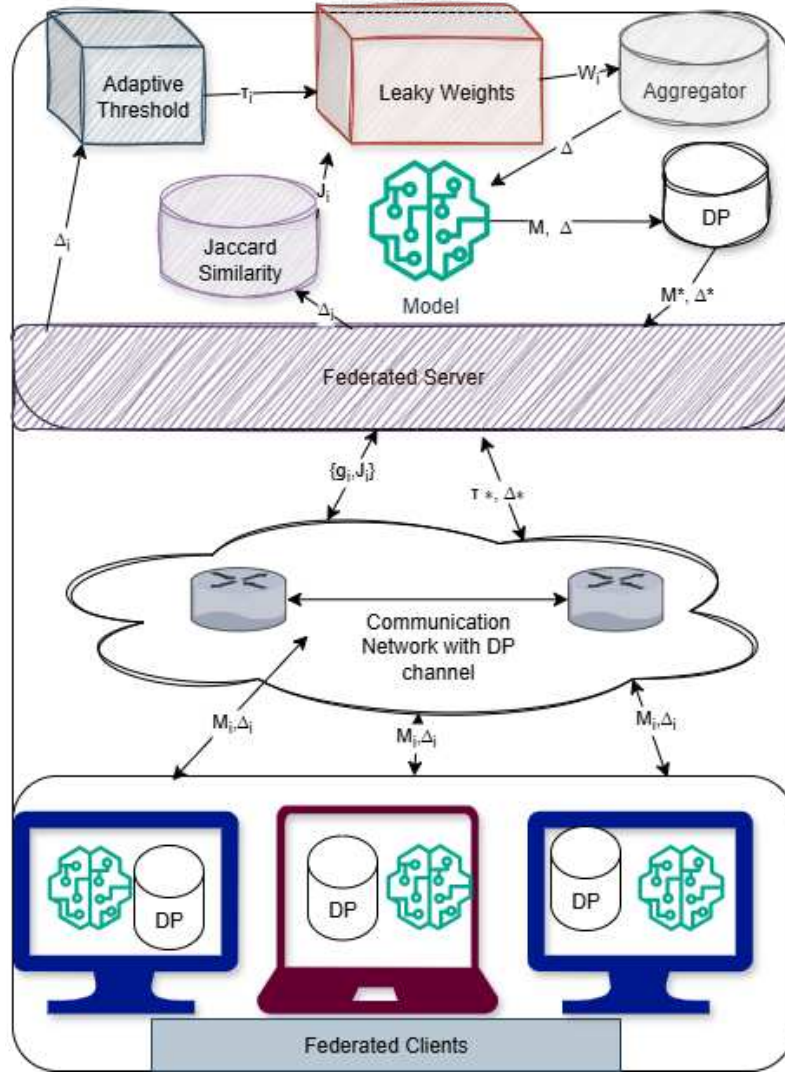 Adaptive
Threshold
τᵢ
Leaky Weights
Wᵢ
Aggregator
Δ
Jᵢ
Δᵢ
Jaccard
Similarity
Δᵢ
Model
M, Δ
DP
M*, Δ*
Federated Server
{gᵢ,Jᵢ}
τ *, Δ*
Communication
Network with DP
channel
Mᵢ,Δᵢ
Mᵢ,Δᵢ
Mᵢ,Δᵢ
DP
DP
DP
Federated Clients